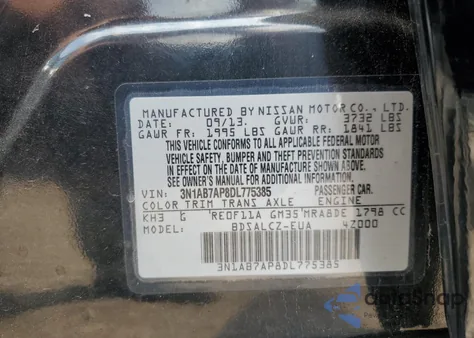 MANUFACTURED BY NISSAN MOTOR CO., LTD.
DATE 09/13. GVWR: 3732 LBS
GAWR FR: 1995 LBS GAWR RR: 1841 LBS
THIS VEHICLE CONFORMS TO ALL APPLICABLE FEDERAL MOTOR
VEHICLE SAFETY, BUMPER AND THEFT PREVENTION STANDARDS
IN EFFECT ON THE DATE OF MANUFACTURE SHOWN ABOVE.
SEE OWNER'S MANUAL FOR ADDITIONAL INFORMATION.
VIN: 3N1AB7AP8DL775385 PASSENGER CAR.
COLOR TRIM TRANS AXLE ENGINE
KH3 G RE0F11A GM35 MRA8DE 1798 CC
MODEL: BDSALCZ-EUA 4Z000
3N1AB7AP8DL775385
autoSnap